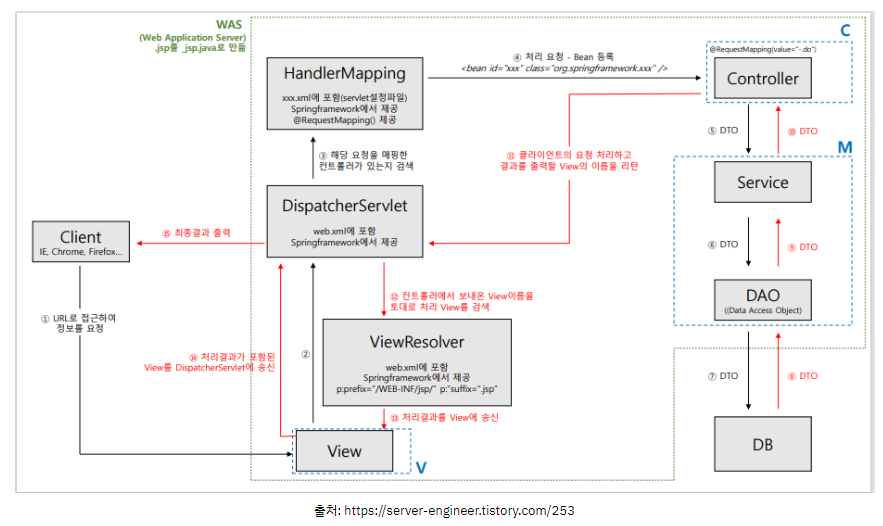 WAS
(Web Application Server)
.jsp를 _jsp.java로 만듦
C
@RequestMapping(value="-.do")
Controller
④ 처리 요청 - Bean 등록
<bean id="xxx" class="org.springframework.xxx" />
HandlerMapping
xxx.xml에 포함(servlet설정파일)
Springframework에서 제공
@RequestMapping() 제공
⑤ DTO
⑩ DTO
③ 해당 요청을 매핑한
컨트롤러가 있는지 검색
⑪ 클라이언트의 요청 처리하고
결과를 출력할 View의 이름을 리턴
M
Service
DispatcherServlet
web.xml에 포함
Springframework에서 제공
⑮ 최종결과 출력
Client
IE, Chrome, Firefox...
⑥ DTO
⑨ DTO
⑫ 컨트롤러에서 보내온 View이름을
토대로 처리 View를 검색
DAO
((Data Access Object)
① URL로 접근하여
정보를 요청
ViewResolver
web.xml에 포함
Springframework에서 제공
p:prefix="/WEB-INF/jsp/" p:"suffix=".jsp"
⑭ 처리결과가 포함된
View를 DispatcherServlet에 송신
②
⑦ DTO
⑧ DTO
⑬ 처리결과를 View에 송신
View
V
DB
출처: https://server-engineer.tistory.com/253